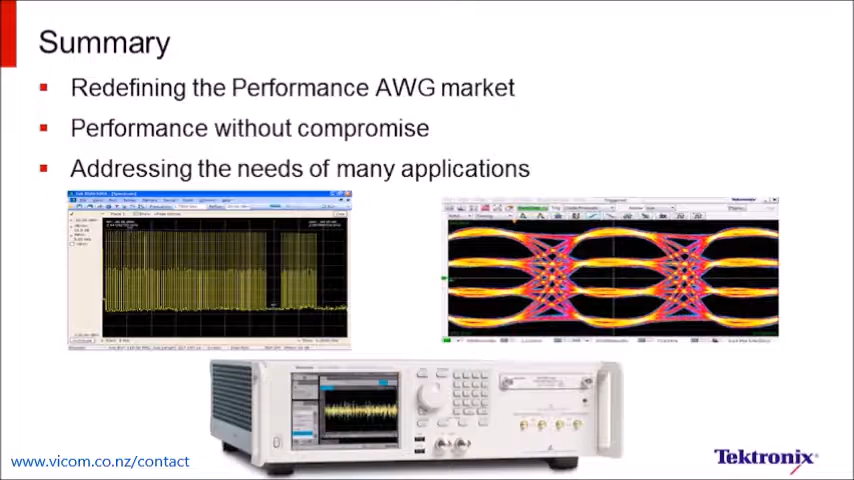 Summary
Redefining the Performance AWG market
Performance without compromise
Addressing the needs of many applications
Tektronix
www.vicom.co.nz/contact
Tektronix